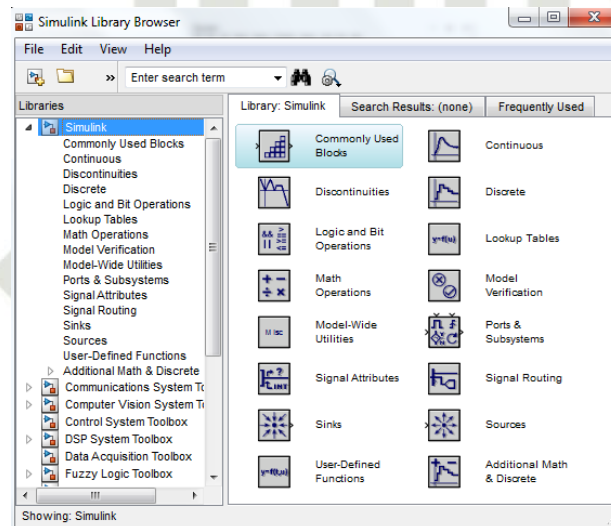 Simulink Library Browser
File Edit View Help
» Enter search term
Libraries
Library: Simulink Search Results: (none) Frequently Used
Simulink
Commonly Used Blocks
Continuous
Discontinuities
Discrete
Logic and Bit Operations
Lookup Tables
Math Operations
Model Verification
Model-Wide Utilities
Ports & Subsystems
Signal Attributes
Signal Routing
Sinks
Sources
User-Defined Functions
Additional Math & Discrete
Communications System To
Computer Vision System T
Control System Toolbox
DSP System Toolbox
Data Acquisition Toolbox
Fuzzy Logic Toolbox
Commonly Used
Blocks
Continuous
Discontinuities
Discrete
Logic and Bit
Operations
y=f(u)
Lookup Tables
Math
Operations
Model
Verification
Misc
Model-Wide
Utilities
Ports &
Subsystems
Signal Attributes
Signal Routing
Sinks
Sources
y=f(t,u)
User-Defined
Functions
Additional Math
& Discrete
Showing: Simulink